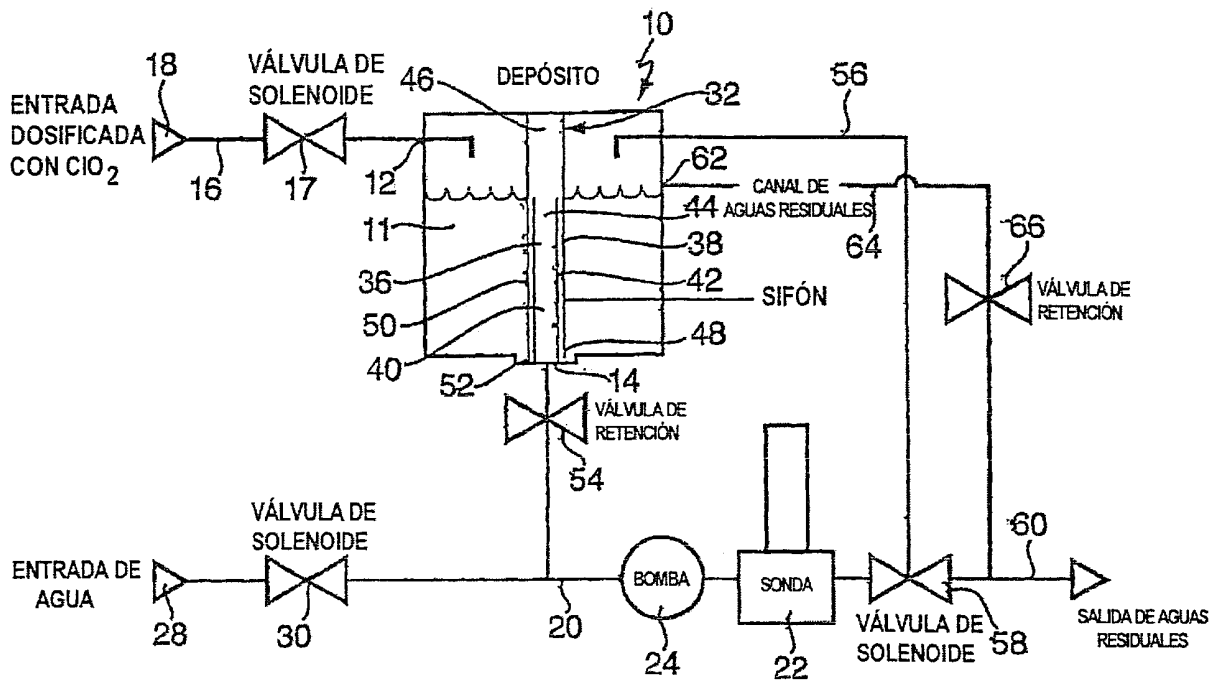 10
18
VÁLVULA DE
SOLENOIDE
46
DEPÓSITO
32
56
ENTRADA
DOSIFICADA
CON ClO2
62
16
17
12
CANAL DE
AGUAS RESIDUALES
44
11
38
64
36
42
66
50
SIFÓN
VÁLVULA DE
RETENCIÓN
40
48
52
14
VÁLVULA DE
RETENCIÓN
54
VÁLVULA DE
SOLENOIDE
60
ENTRADA DE
AGUA
BOMBA
SONDA
28
30
20
24
22
VÁLVULA DE
SOLENOIDE
58
SALIDA DE AGUAS
RESIDUALES